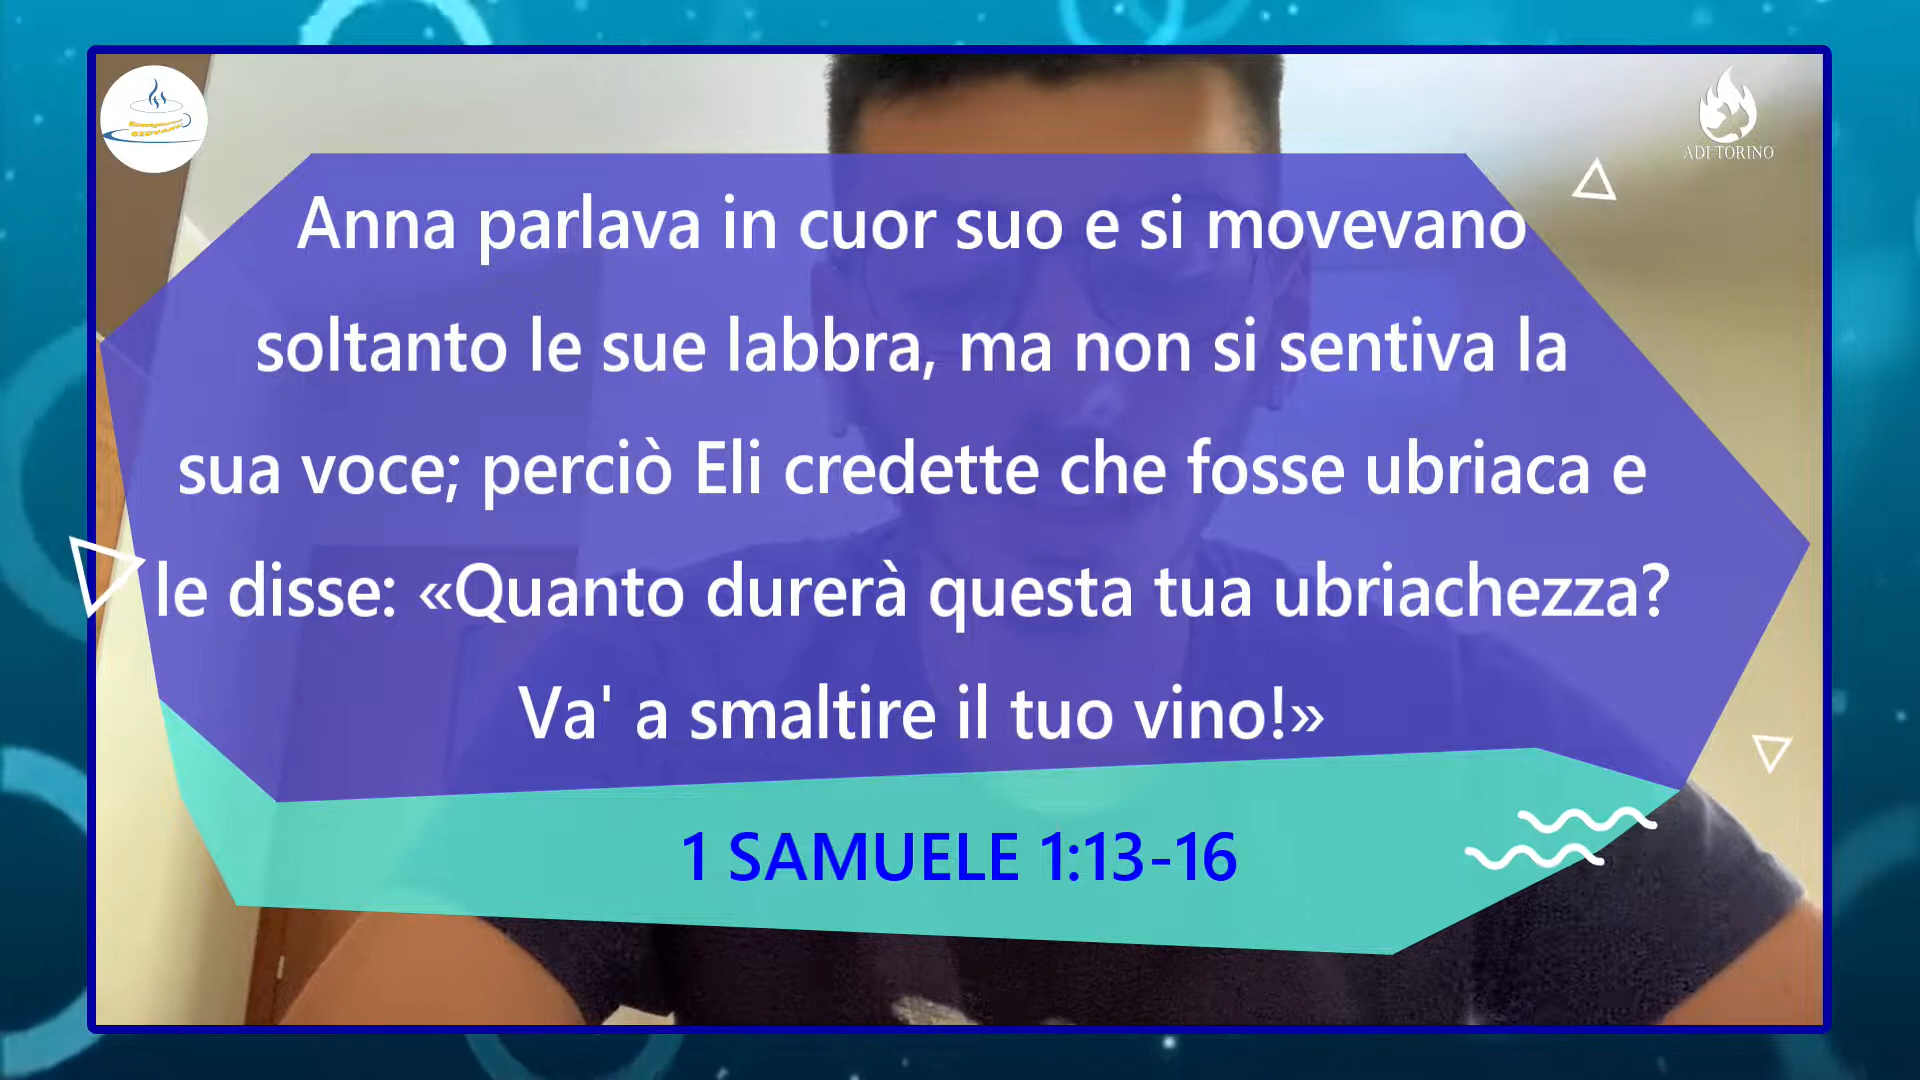 ADI TORINO
Anna parlava in cuor suo e si movevano
soltanto le sue labbra, ma non si sentiva la
sua voce; perciò Eli credette che fosse ubriaca e
le disse: «Quanto durerà questa tua ubriachezza?
Va' a smaltire il tuo vino!»
1 SAMUELE 1:13-16